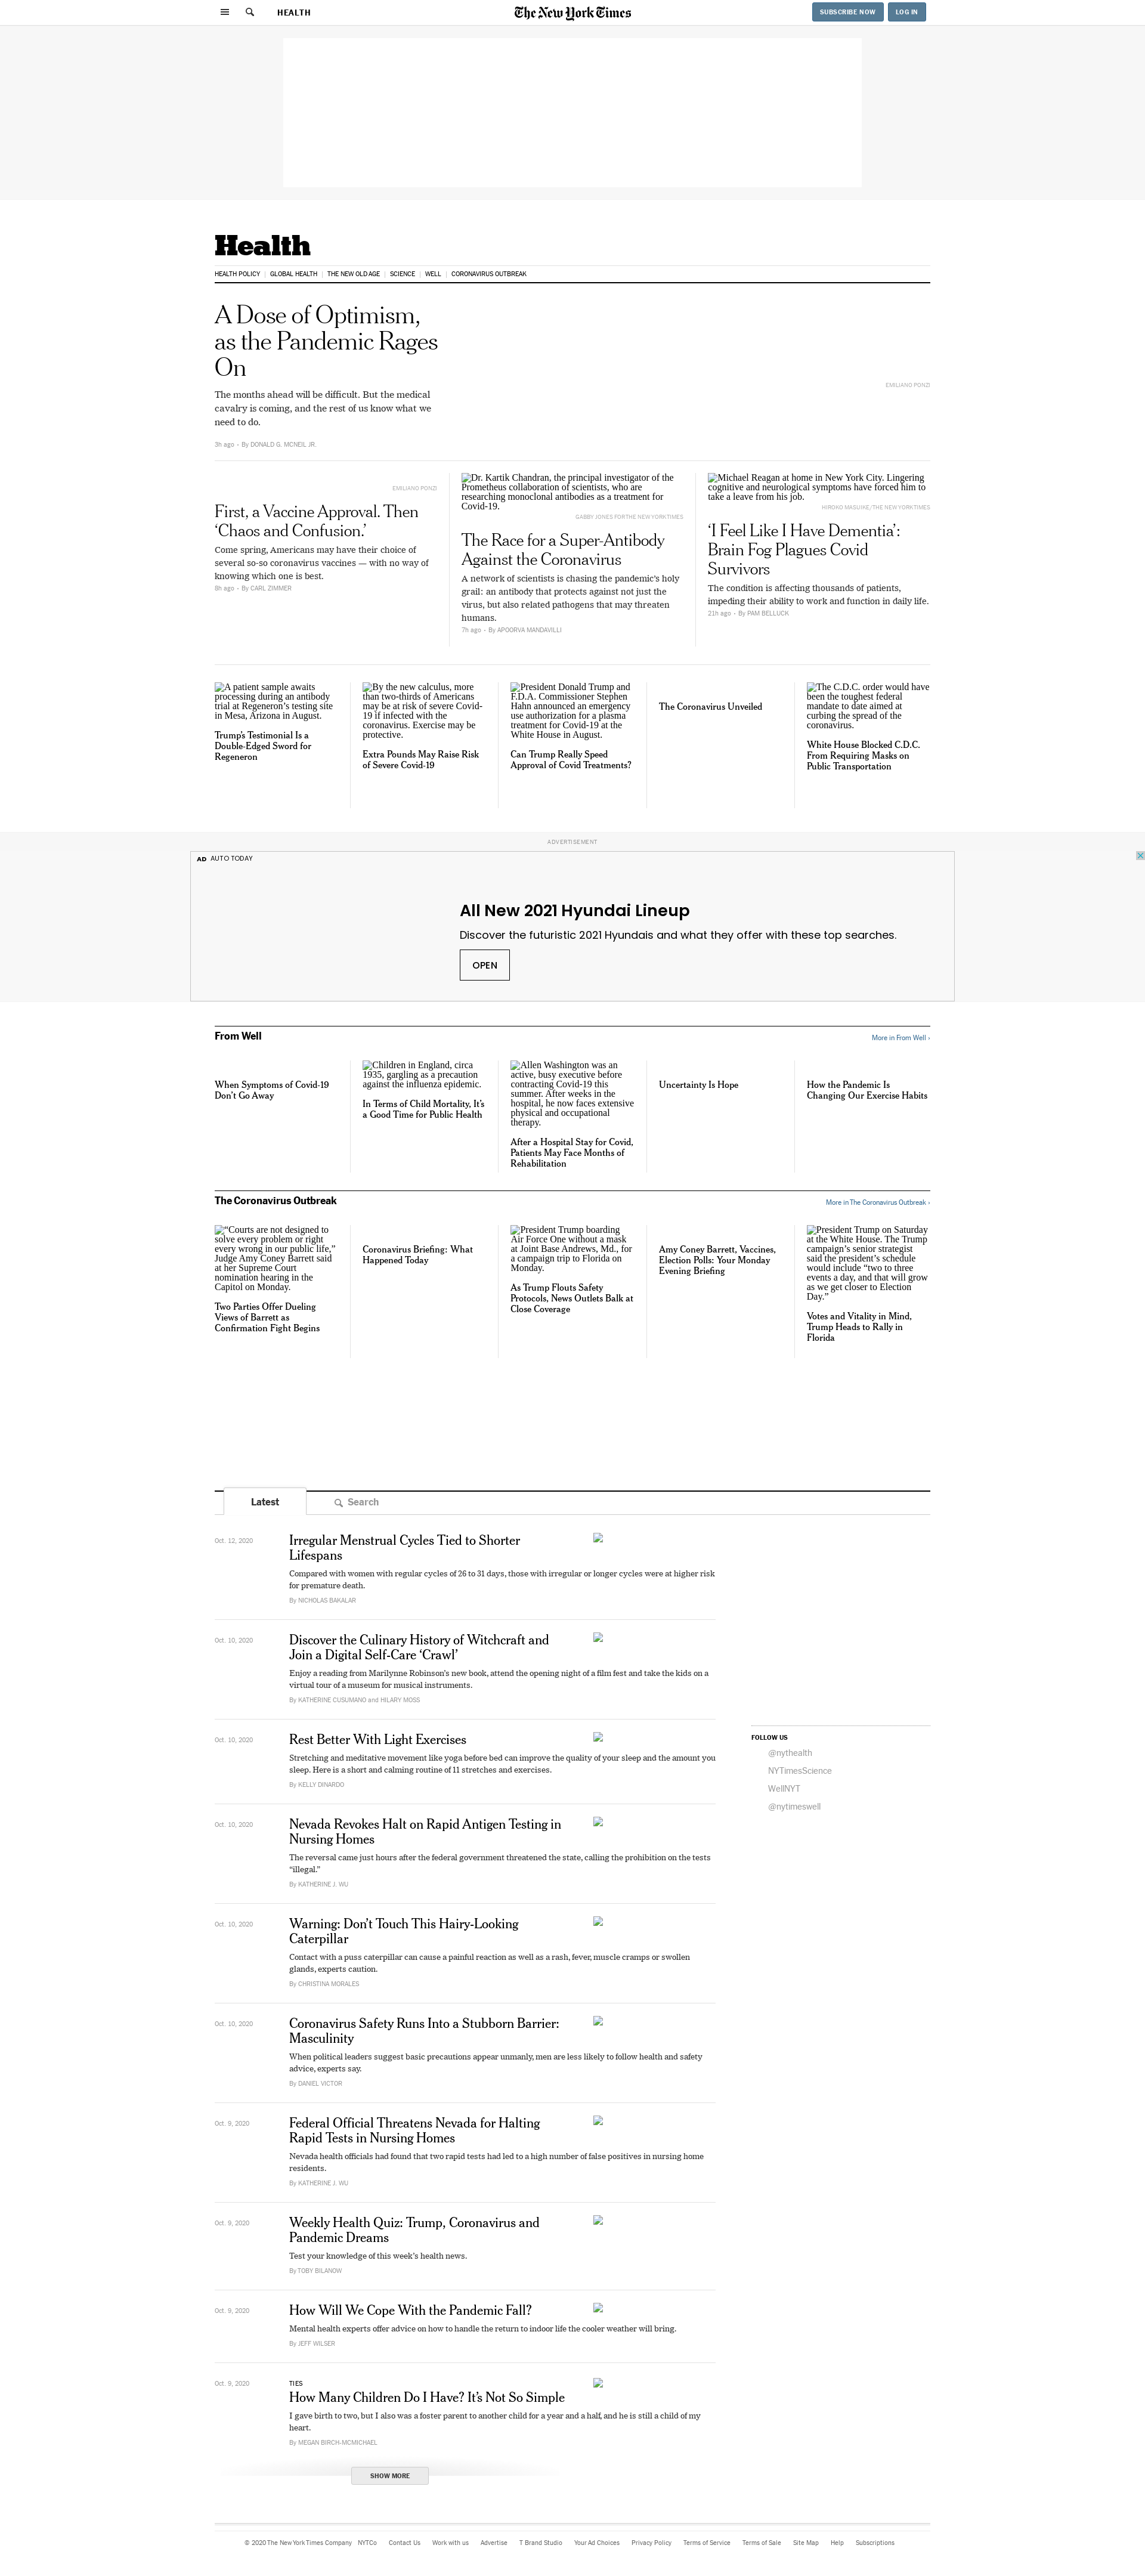 HEALTH
The New York Times
SUBSCRIBE NOW
LOG IN
Health
HEALTH POLICY
GLOBAL HEALTH
THE NEW OLD AGE
SCIENCE
WELL
CORONAVIRUS OUTBREAK
A Dose of Optimism,
as the Pandemic Rages
On
The months ahead will be difficult. But the medical
cavalry is coming, and the rest of us know what we
need to do.
3h ago • By DONALD G. MCNEIL JR.
EMILIANO PONZI
EMILIANO PONZI
First, a Vaccine Approval. Then
‘Chaos and Confusion.’
Come spring, Americans may have their choice of
several so-so coronavirus vaccines — with no way of
knowing which one is best.
8h ago • By CARL ZIMMER
Dr. Kartik Chandran, the principal investigator of the
Prometheus collaboration of scientists, who are
researching monoclonal antibodies as a treatment for
Covid-19.
GABBY JONES FOR THE NEW YORK TIMES
The Race for a Super-Antibody
Against the Coronavirus
A network of scientists is chasing the pandemic’s holy
grail: an antibody that protects against not just the
virus, but also related pathogens that may threaten
humans.
7h ago • By APOORVA MANDAVILLI
Michael Reagan at home in New York City. Lingering
cognitive and neurological symptoms have forced him to
take a leave from his job.
HIROKO MASUIKE/THE NEW YORK TIMES
‘I Feel Like I Have Dementia’:
Brain Fog Plagues Covid
Survivors
The condition is affecting thousands of patients,
impeding their ability to work and function in daily life.
21h ago • By PAM BELLUCK
A patient sample awaits
processing during an antibody
trial at Regeneron’s testing site
in Mesa, Arizona in August.
Trump’s Testimonial Is a
Double-Edged Sword for
Regeneron
By the new calculus, more
than two-thirds of Americans
may be at risk of severe Covid-
19 if infected with the
coronavirus. Exercise may be
protective.
Extra Pounds May Raise Risk
of Severe Covid-19
President Donald Trump and
F.D.A. Commissioner Stephen
Hahn announced an emergency
use authorization for a plasma
treatment for Covid-19 at the
White House in August.
Can Trump Really Speed
Approval of Covid Treatments?
The Coronavirus Unveiled
The C.D.C. order would have
been the toughest federal
mandate to date aimed at
curbing the spread of the
coronavirus.
White House Blocked C.D.C.
From Requiring Masks on
Public Transportation
ADVERTISEMENT
AD AUTO TODAY
All New 2021 Hyundai Lineup
Discover the futuristic 2021 Hyundais and what they offer with these top searches.
OPEN
From Well
More in From Well ›
When Symptoms of Covid-19
Don’t Go Away
Children in England, circa
1935, gargling as a precaution
against the influenza epidemic.
In Terms of Child Mortality, It’s
a Good Time for Public Health
Allen Washington was an
active, busy executive before
contracting Covid-19 this
summer. After weeks in the
hospital, he now faces extensive
physical and occupational
therapy.
After a Hospital Stay for Covid,
Patients May Face Months of
Rehabilitation
Uncertainty Is Hope
How the Pandemic Is
Changing Our Exercise Habits
The Coronavirus Outbreak
More in The Coronavirus Outbreak ›
“Courts are not designed to
solve every problem or right
every wrong in our public life,”
Judge Amy Coney Barrett said
at her Supreme Court
nomination hearing in the
Capitol on Monday.
Two Parties Offer Dueling
Views of Barrett as
Confirmation Fight Begins
Coronavirus Briefing: What
Happened Today
President Trump boarding
Air Force One without a mask
at Joint Base Andrews, Md., for
a campaign trip to Florida on
Monday.
As Trump Flouts Safety
Protocols, News Outlets Balk at
Close Coverage
Amy Coney Barrett, Vaccines,
Election Polls: Your Monday
Evening Briefing
President Trump on Saturday
at the White House. The Trump
campaign’s senior strategist
said the president’s schedule
would include “two to three
events a day, and that will grow
as we get closer to Election
Day.”
Votes and Vitality in Mind,
Trump Heads to Rally in
Florida
Latest
Search
Oct. 12, 2020
Irregular Menstrual Cycles Tied to Shorter
Lifespans
Compared with women with regular cycles of 26 to 31 days, those with irregular or longer cycles were at higher risk
for premature death.
By NICHOLAS BAKALAR
Oct. 10, 2020
Discover the Culinary History of Witchcraft and
Join a Digital Self-Care ‘Crawl’
Enjoy a reading from Marilynne Robinson’s new book, attend the opening night of a film fest and take the kids on a
virtual tour of a museum for musical instruments.
By KATHERINE CUSUMANO and HILARY MOSS
Oct. 10, 2020
Rest Better With Light Exercises
Stretching and meditative movement like yoga before bed can improve the quality of your sleep and the amount you
sleep. Here is a short and calming routine of 11 stretches and exercises.
By KELLY DINARDO
Oct. 10, 2020
Nevada Revokes Halt on Rapid Antigen Testing in
Nursing Homes
The reversal came just hours after the federal government threatened the state, calling the prohibition on the tests
“illegal.”
By KATHERINE J. WU
Oct. 10, 2020
Warning: Don’t Touch This Hairy-Looking
Caterpillar
Contact with a puss caterpillar can cause a painful reaction as well as a rash, fever, muscle cramps or swollen
glands, experts caution.
By CHRISTINA MORALES
Oct. 10, 2020
Coronavirus Safety Runs Into a Stubborn Barrier:
Masculinity
When political leaders suggest basic precautions appear unmanly, men are less likely to follow health and safety
advice, experts say.
By DANIEL VICTOR
Oct. 9, 2020
Federal Official Threatens Nevada for Halting
Rapid Tests in Nursing Homes
Nevada health officials had found that two rapid tests had led to a high number of false positives in nursing home
residents.
By KATHERINE J. WU
Oct. 9, 2020
Weekly Health Quiz: Trump, Coronavirus and
Pandemic Dreams
Test your knowledge of this week’s health news.
By TOBY BILANOW
Oct. 9, 2020
How Will We Cope With the Pandemic Fall?
Mental health experts offer advice on how to handle the return to indoor life the cooler weather will bring.
By JEFF WILSER
Oct. 9, 2020
TIES
How Many Children Do I Have? It’s Not So Simple
I gave birth to two, but I also was a foster parent to another child for a year and a half, and he is still a child of my
heart.
By MEGAN BIRCH-MCMICHAEL
SHOW MORE
FOLLOW US
@nythealth
NYTimesScience
WellNYT
@nytimeswell
© 2020 The New York Times Company
NYTCo
Contact Us
Work with us
Advertise
T Brand Studio
Your Ad Choices
Privacy Policy
Terms of Service
Terms of Sale
Site Map
Help
Subscriptions